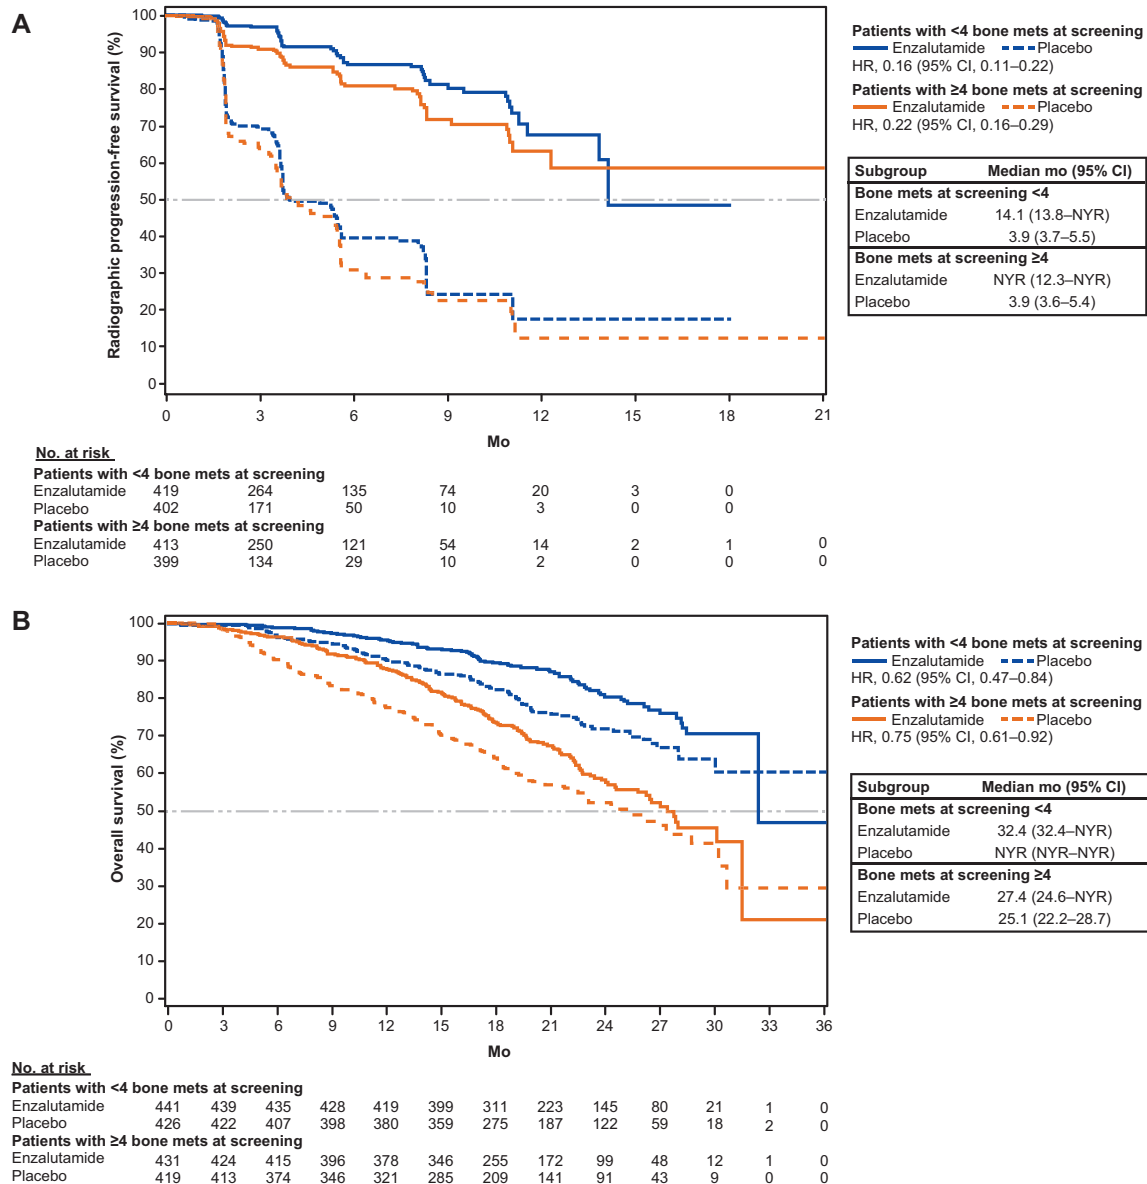 A
Radiographic progression-free survival (%)
100
90
80
70
60
50
40
30
20
10
0
0 3 6 9 12 15 18 21
Mo
Patients with <4 bone mets at screening
Enzalutamide Placebo
HR, 0.16 (95% CI, 0.11–0.22)
Patients with ≥4 bone mets at screening
Enzalutamide Placebo
HR, 0.22 (95% CI, 0.16–0.29)
Subgroup Median mo (95% CI)
Bone mets at screening <4
Enzalutamide 14.1 (13.8–NYR)
Placebo 3.9 (3.7–5.5)
Bone mets at screening ≥4
Enzalutamide NYR (12.3–NYR)
Placebo 3.9 (3.6–5.4)
No. at risk
Patients with <4 bone mets at screening
Enzalutamide 419 264 135 74 20 3 0
Placebo 402 171 50 10 3 0 0
Patients with ≥4 bone mets at screening
Enzalutamide 413 250 121 54 14 2 1 0
Placebo 399 134 29 10 2 0 0 0
B
Overall survival (%)
100
90
80
70
60
50
40
30
20
10
0
0 3 6 9 12 15 18 21 24 27 30 33 36
Mo
Patients with <4 bone mets at screening
Enzalutamide Placebo
HR, 0.62 (95% CI, 0.47–0.84)
Patients with ≥4 bone mets at screening
Enzalutamide Placebo
HR, 0.75 (95% CI, 0.61–0.92)
Subgroup Median mo (95% CI)
Bone mets at screening <4
Enzalutamide 32.4 (32.4–NYR)
Placebo NYR (NYR–NYR)
Bone mets at screening ≥4
Enzalutamide 27.4 (24.6–NYR)
Placebo 25.1 (22.2–28.7)
No. at risk
Patients with <4 bone mets at screening
Enzalutamide 441 439 435 428 419 399 311 223 145 80 21 1 0
Placebo 426 422 407 398 380 359 275 187 122 59 18 2 0
Patients with ≥4 bone mets at screening
Enzalutamide 431 424 415 396 378 346 255 172 99 48 12 1 0
Placebo 419 413 374 346 321 285 209 141 91 43 9 0 0